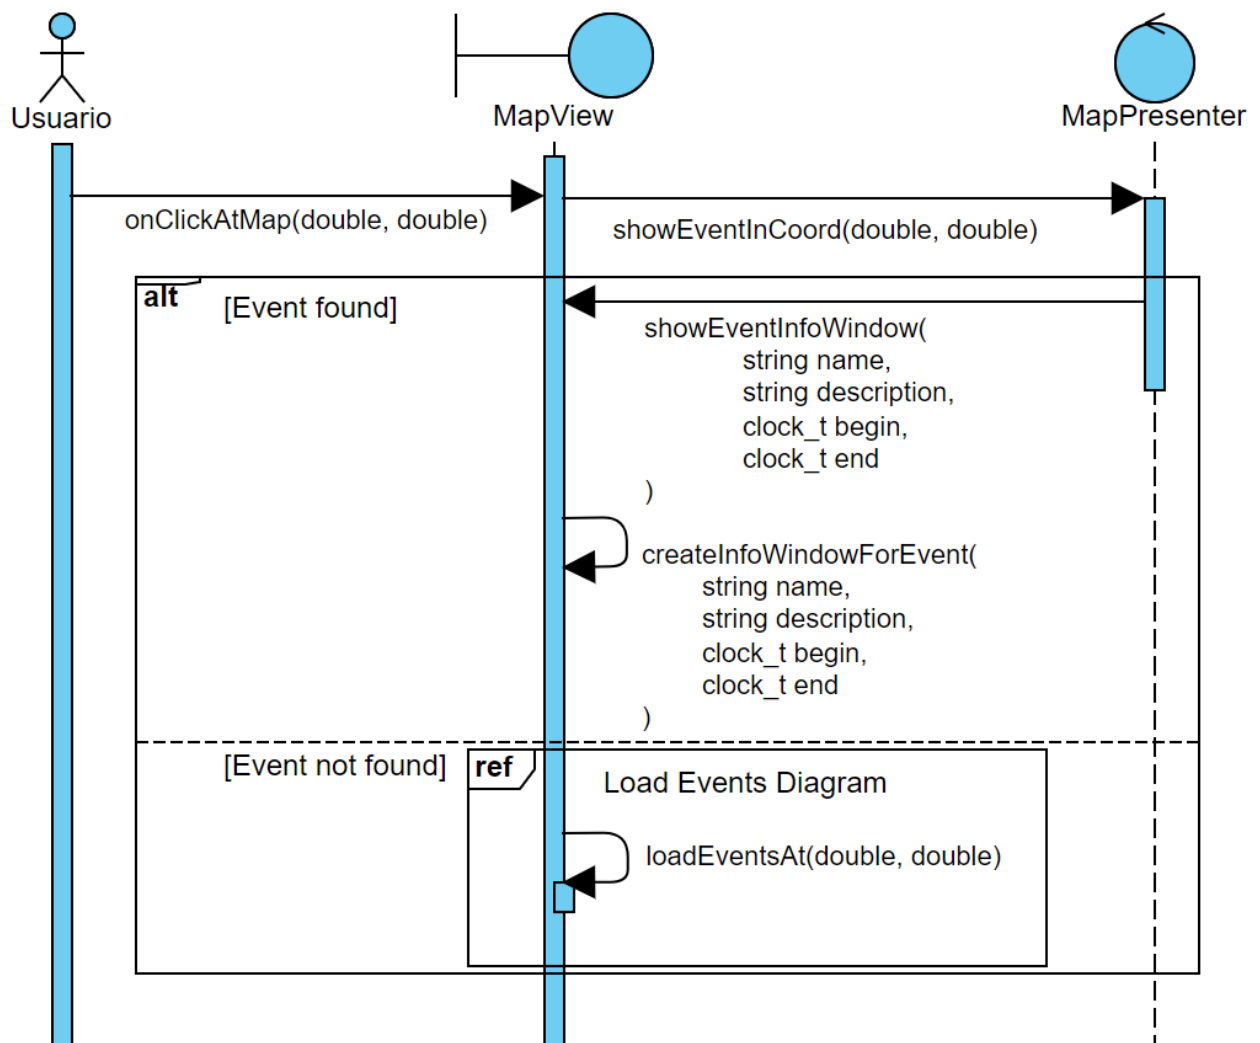 Usuario
MapView
MapPresenter
onClickAtMap(double, double)
showEventInCoord(double, double)
alt
[Event found]
showEventInfoWindow(
string name,
string description,
clock_t begin,
clock_t end
)
createInfoWindowForEvent(
string name,
string description,
clock_t begin,
clock_t end
)
[Event not found]
ref
Load Events Diagram
loadEventsAt(double, double)